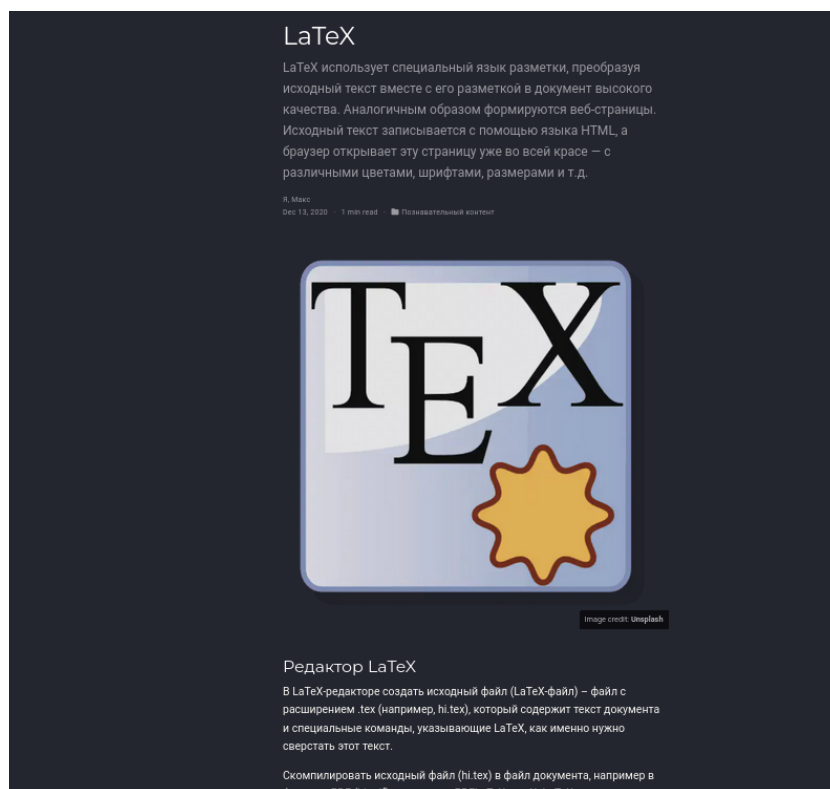 LaTeX
LaTeX использует специальный язык разметки, преобразуя
исходный текст вместе с его разметкой в документ высокого
качества. Аналогичным образом формируются веб-страницы.
Исходный текст записывается с помощью языка HTML, а
браузер открывает эту страницу уже во всей красе — с
различными цветами, шрифтами, размерами и т.д.
Я, Макс
Dec 13, 2020 · 1 min read · Познавательный контент
TEX
Image credit: Unsplash
Редактор LaTeX
В LaTeX-редакторе создать исходный файл (LaTeX-файл) – файл с
расширением .tex (например, hi.tex), который содержит текст документа
и специальные команды, указывающие LaTeX, как именно нужно
сверстать этот текст.
Скомпилировать исходный файл (hi.tex) в файл документа, например в